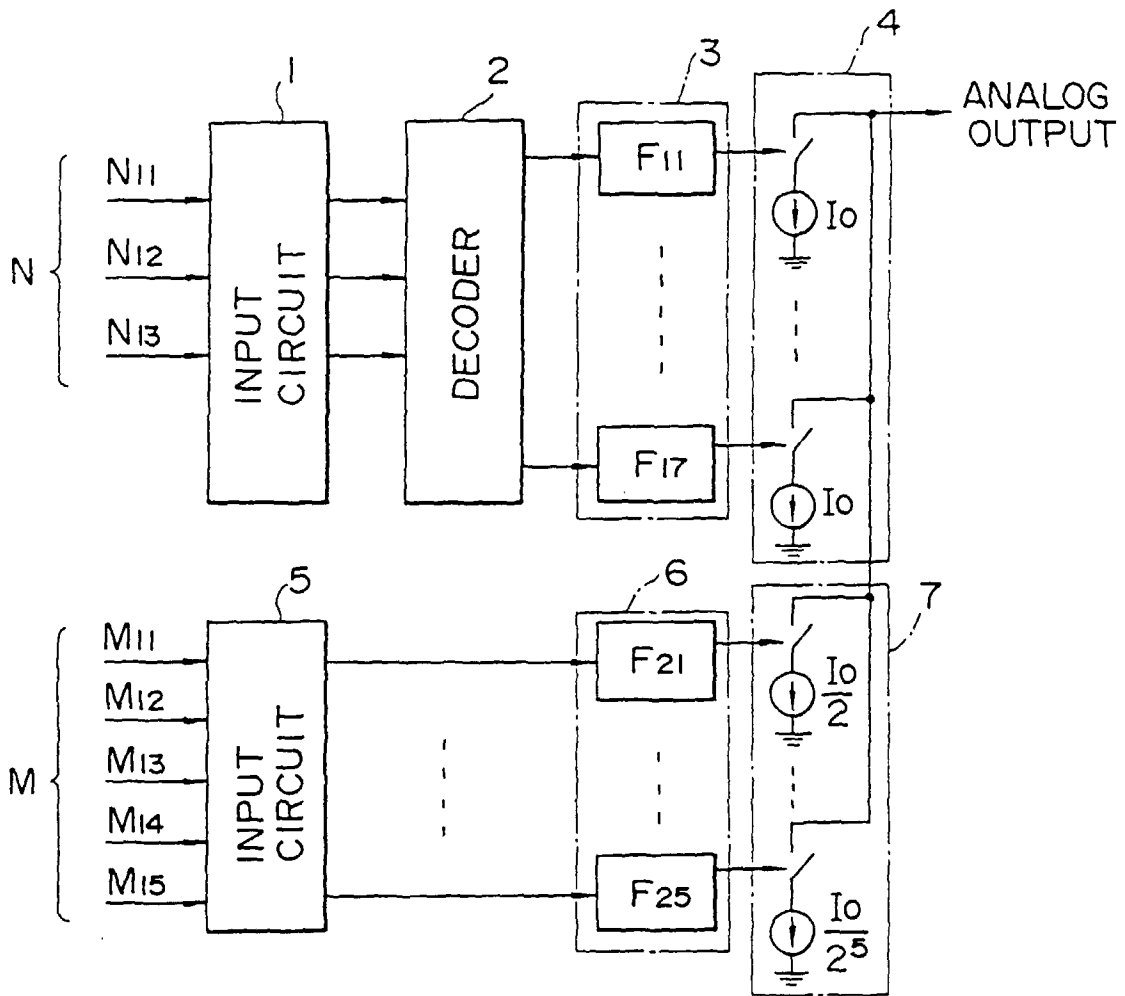 1
2
3
4
ANALOG
OUTPUT
N
N11
N12
N13
INPUT
CIRCUIT
DECODER
F11
F17
Io
Io
5
6
7
M
M11
M12
M13
M14
M15
INPUT
CIRCUIT
F21
F25
Io
2
Io
2⁵